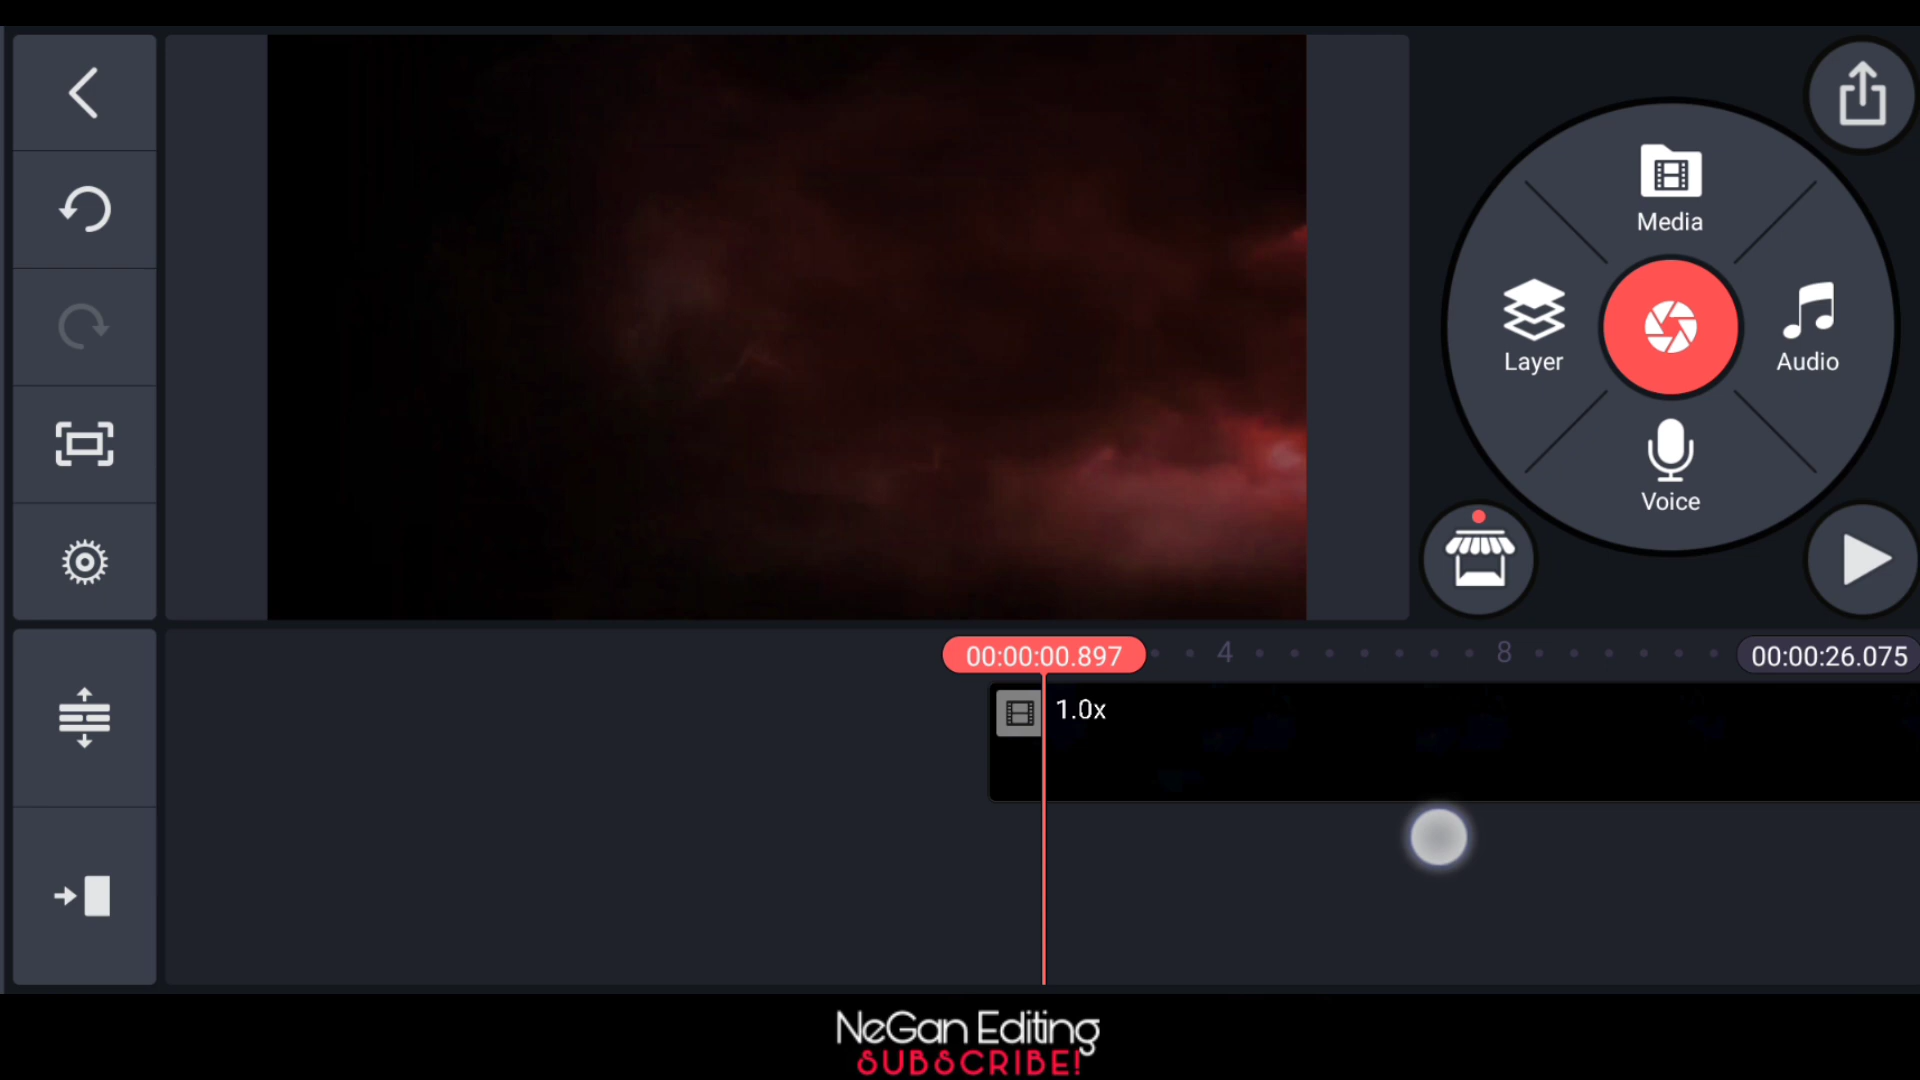 Media
Layer
Audio
Voice
00:00:00.897
4
8
00:00:26.075
1.0x
NeGan Editing
SUBSCRIBE!